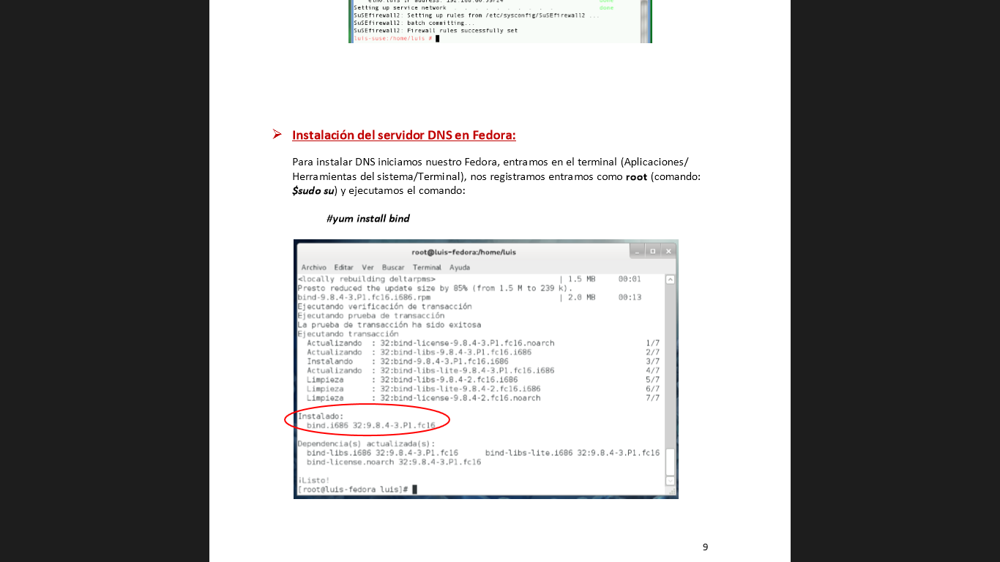 Setting up service network . . . . . . . . . . . done
SuSEfirewall2: Setting up rules from /etc/sysconfig/SuSEfirewall2 ...
SuSEfirewall2: batch committing...
SuSEfirewall2: Firewall rules successfully set
luis-suse:/home/luis #
➢ Instalación del servidor DNS en Fedora:
Para instalar DNS iniciamos nuestro Fedora, entramos en el terminal (Aplicaciones/
Herramientas del sistema/Terminal), nos registramos entramos como root (comando:
$sudo su) y ejecutamos el comando:
#yum install bind
root@luis-fedora:/home/luis
Archivo Editar Ver Buscar Terminal Ayuda
<locally rebuilding deltarpms> | 1.5 MB 00:01
Presto reduced the update size by 85% (from 1.5 M to 239 k).
bind-9.8.4-3.P1.fc16.i686.rpm | 2.0 MB 00:13
Ejecutando verificación de transacción
Ejecutando prueba de transacción
La prueba de transacción ha sido exitosa
Ejecutando transacción
Actualizando : 32:bind-license-9.8.4-3.P1.fc16.noarch 1/7
Actualizando : 32:bind-libs-9.8.4-3.P1.fc16.i686 2/7
Instalando : 32:bind-9.8.4-3.P1.fc16.i686 3/7
Actualizando : 32:bind-libs-lite-9.8.4-3.P1.fc16.i686 4/7
Limpieza : 32:bind-libs-9.8.4-2.fc16.i686 5/7
Limpieza : 32:bind-libs-lite-9.8.4-2.fc16.i686 6/7
Limpieza : 32:bind-license-9.8.4-2.fc16.noarch 7/7
Instalado:
bind.i686 32:9.8.4-3.P1.fc16
Dependencia(s) actualizada(s):
bind-libs.i686 32:9.8.4-3.P1.fc16 bind-libs-lite.i686 32:9.8.4-3.P1.fc16
bind-license.noarch 32:9.8.4-3.P1.fc16
¡Listo!
[root@luis-fedora luis]#
9